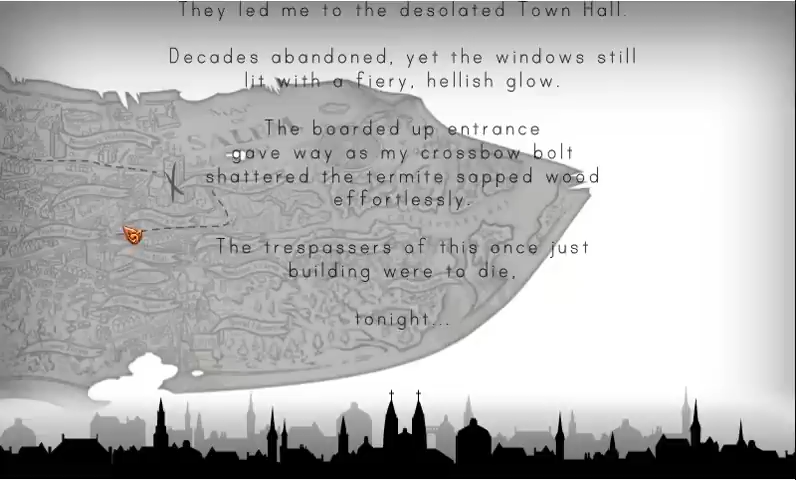 They led me to the desolated Town Hall.
Decades abandoned, yet the windows still
lit with a fiery, hellish glow.
MAP
SALEM
The boarded up entrance
gave way as my crossbow bolt
shattered the termite sapped wood
effortlessly.
The trespassers of this once just
building were to die,
tonight...